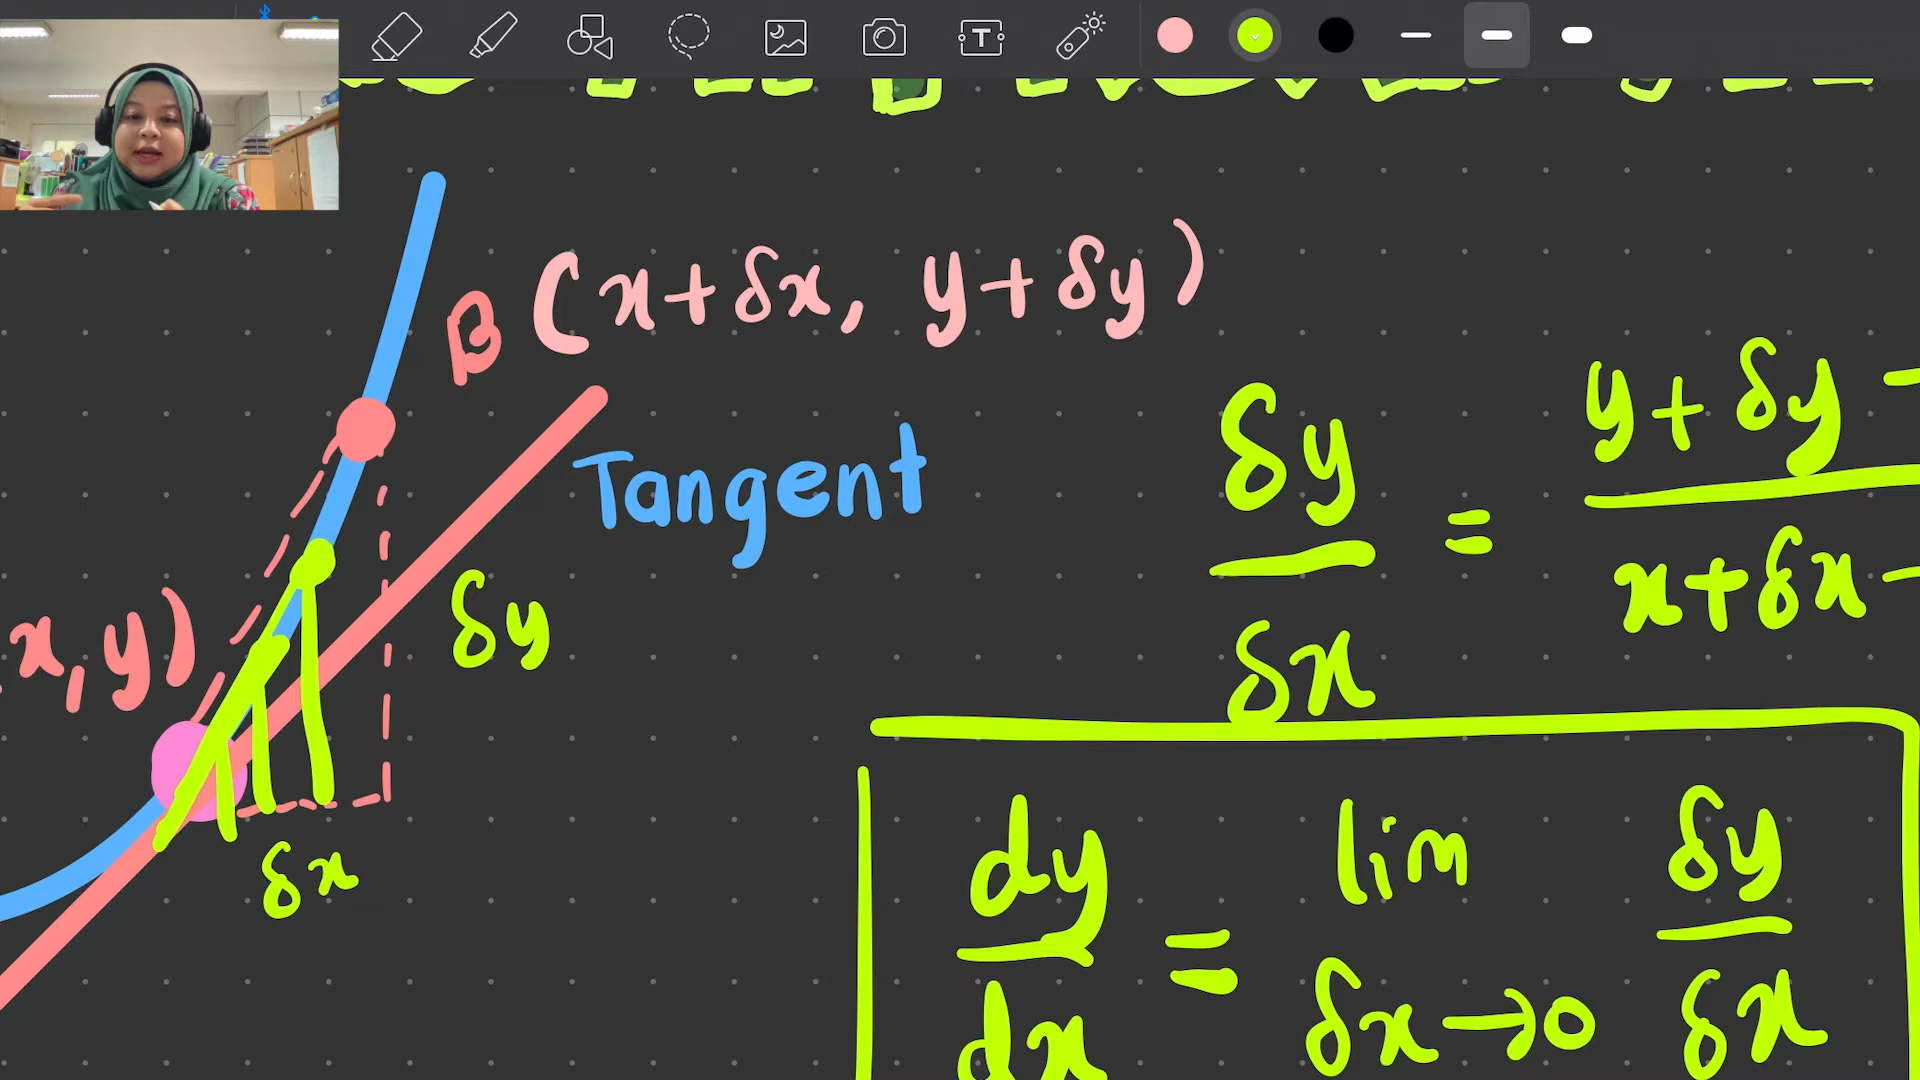 B (x+δx, y+δy)
Tangent
x,y)
δy
δx
δy/δx = y+δy-/x+δx-
dy/dx = lim δx→0 δy/δx
T